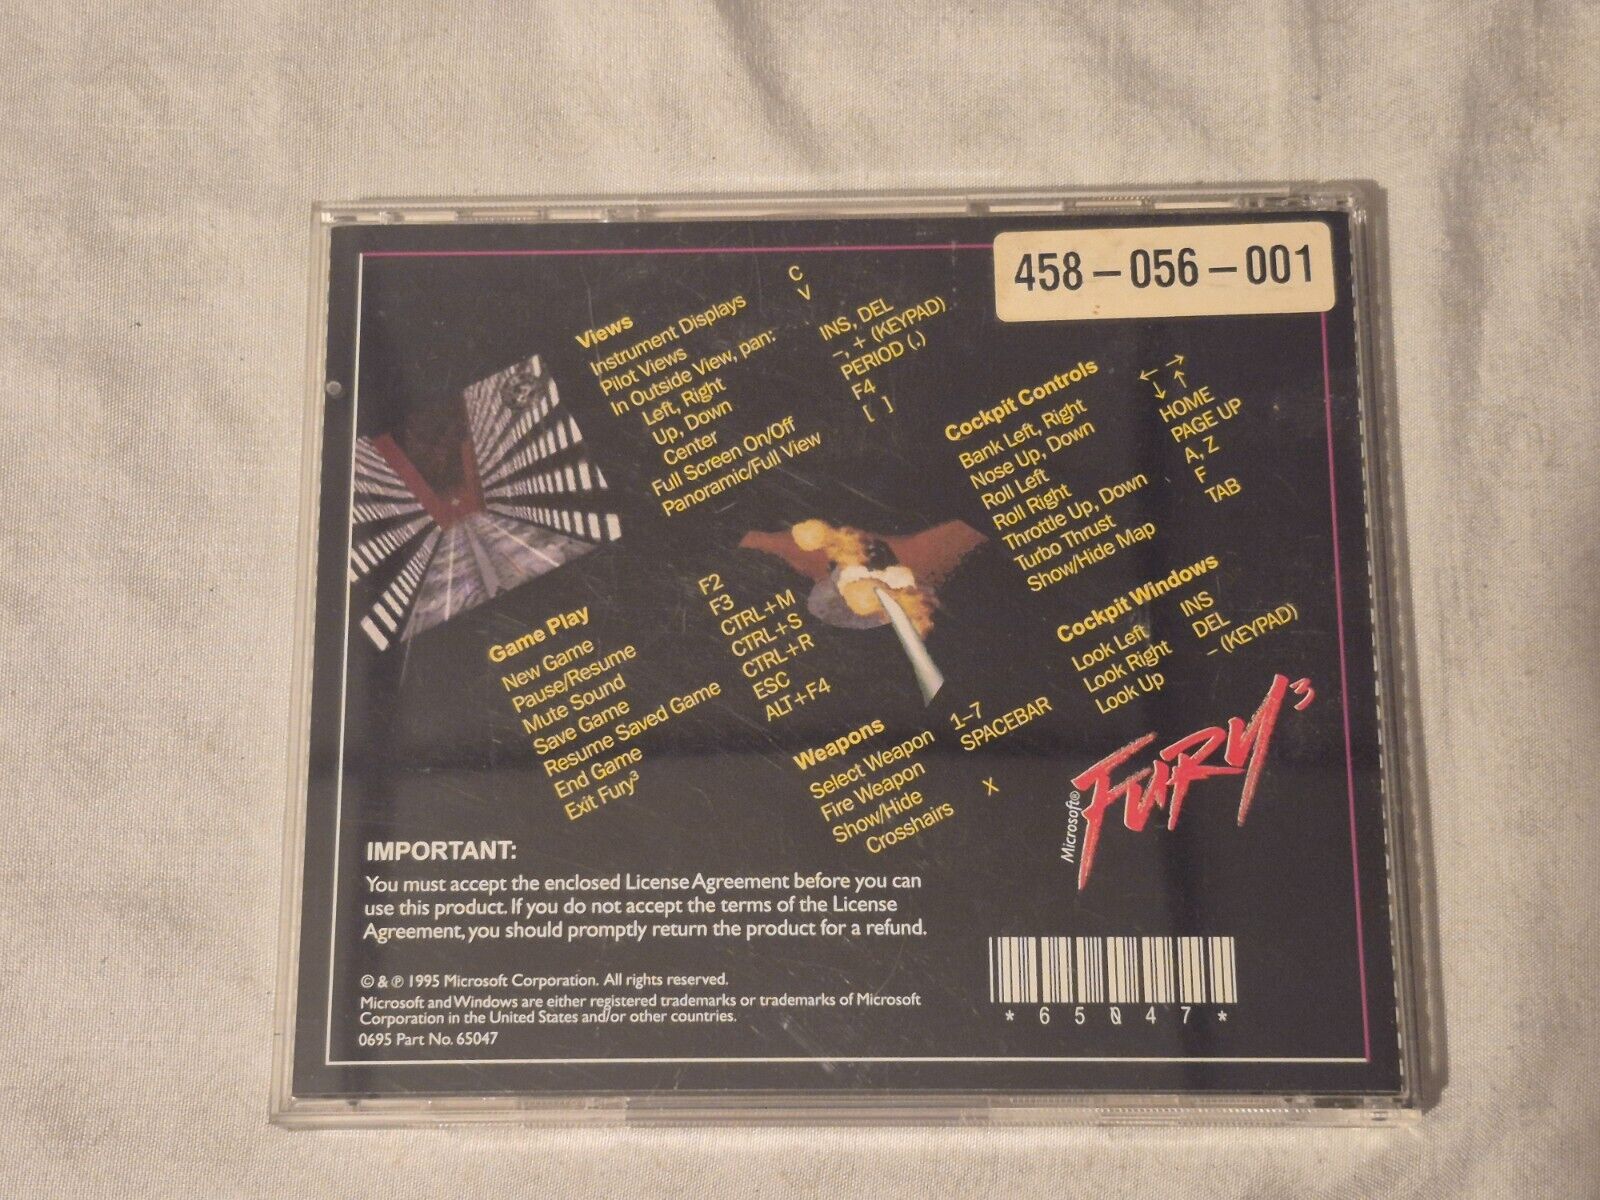 458-056-001
Views
Instrument Displays C
Pilot Views V
In Outside View, pan:
Left, Right INS, DEL
Up, Down –, + (KEYPAD)
Center PERIOD (.)
Full Screen On/Off F4
Panoramic/Full View [ ]
Cockpit Controls
Bank Left, Right ← →
Nose Up, Down ↓ ↑
Roll Left HOME
Roll Right PAGE UP
Throttle Up, Down A, Z
Turbo Thrust F
Show/Hide Map TAB
Game Play
New Game F2
Pause/Resume F3
Mute Sound CTRL+M
Save Game CTRL+S
Resume Saved Game CTRL+R
End Game ESC
Exit Fury³ ALT+F4
Cockpit Windows
Look Left INS
Look Right DEL
Look Up – (KEYPAD)
Weapons
Select Weapon 1–7
Fire Weapon SPACEBAR
Show/Hide
Crosshairs X
Microsoft®
FURY³
IMPORTANT:
You must accept the enclosed License Agreement before you can
use this product. If you do not accept the terms of the License
Agreement, you should promptly return the product for a refund.
© & ℗ 1995 Microsoft Corporation. All rights reserved.
Microsoft and Windows are either registered trademarks or trademarks of Microsoft
Corporation in the United States and/or other countries.
0695 Part No. 65047
*65047*